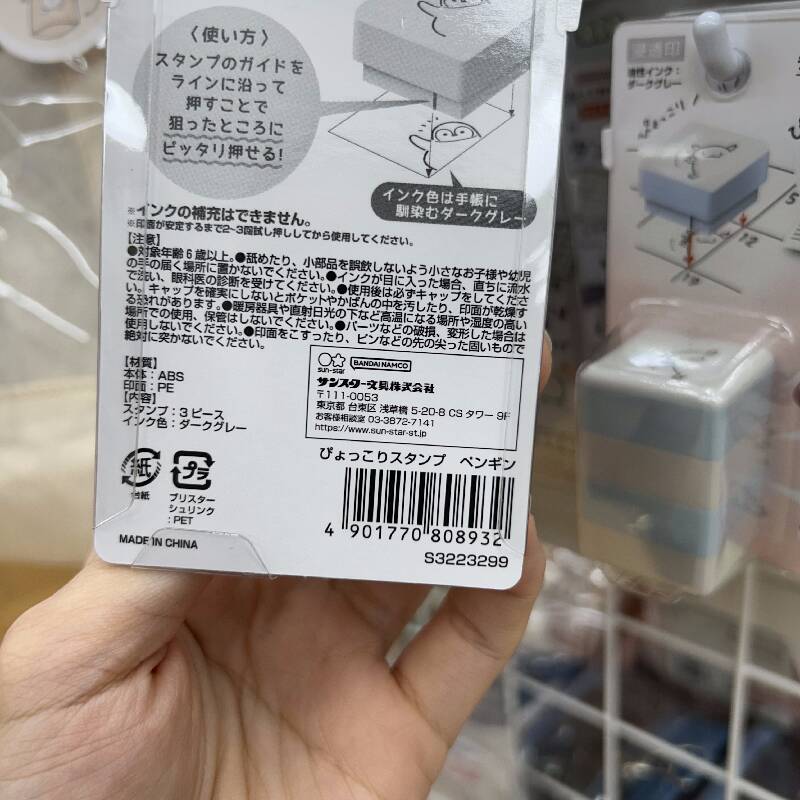 〈使い方〉
スタンプのガイドを
ラインに沿って
押すことで
狙ったところに
ピッタリ押せる!
インク色は手帳に
馴染むダークグレー
※インクの補充はできません。
※印面が安定するまで2~3回試し押ししてから使用してください。
【注意】
●対象年齢6歳以上。●舐めたり、小部品を誤飲しないよう小さなお子様や幼児
の手の届く場所に置かないでください。●インクが目に入った場合、直ちに流水
で洗い、眼科医の診断を受けてください。●使用後は必ずキャップをしてくださ
い。キャップを確実にしないとポケットやかばんの中を汚したり、印面が乾燥す
る恐れがあります。●暖房器具や直射日光の下など高温になる場所や湿度の高い
場所での使用、保管はしないでください。●パーツなどの破損、変形した場合は
使用しないでください。●印面をこすったり、ピンなどの先の尖った固いもので
絶対に突かないでください。
【材質】
本体:ABS
印面:PE
【内容】
スタンプ:3ピース
インク色:ダークグレー
sun-star BANDAI NAMCO
サンスター文具株式会社
〒111-0053
東京都 台東区 浅草橋 5-20-8 CS タワー 9F
お客様相談室 03-3872-7141
https://www.sun-star-st.jp
ぴょっこりスタンプ ペンギン
紙
台紙
プラ
ブリスター
シュリンク
:PET
4 901770 808932
MADE IN CHINA
S3223299
浸透印
油性インク:
ダークグレー
ぴょっこり!
12
5
19